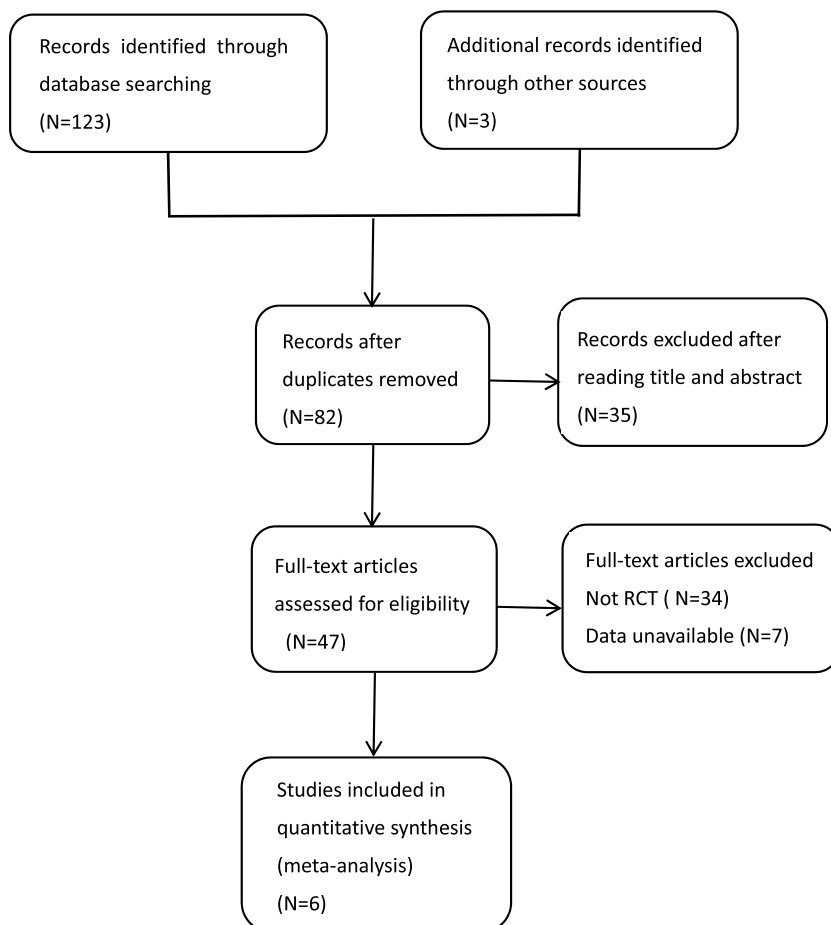 Records identified through
database searching
(N=123)
Additional records identified
through other sources
(N=3)
Records after
duplicates removed
(N=82)
Records excluded after
reading title and abstract
(N=35)
Full-text articles
assessed for eligibility
(N=47)
Full-text articles excluded
Not RCT ( N=34)
Data unavailable (N=7)
Studies included in
quantitative synthesis
(meta-analysis)
(N=6)